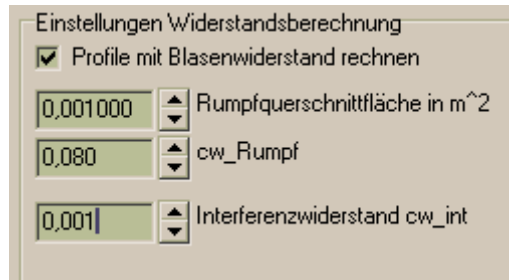 Einstellungen Widerstandsberechnung
Profile mit Blasenwiderstand rechnen
0,001000 Rumpfquerschnittfläche in m^2
0,080 cw_Rumpf
0,001 Interferenzwiderstand cw_int